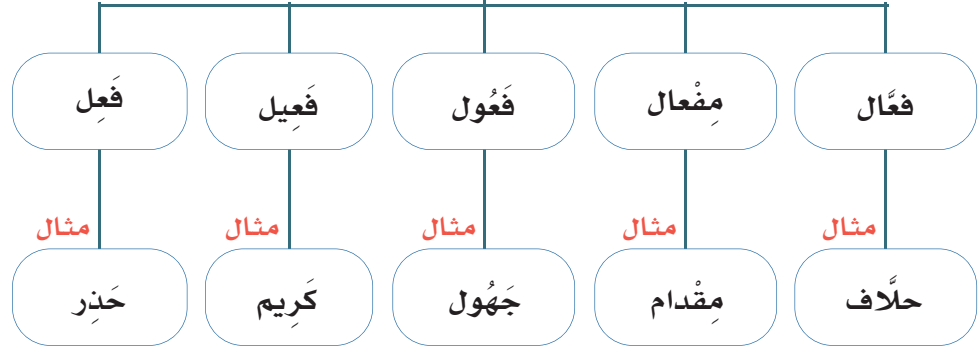 فعَّال مِفْعال فَعُول فَعِيل فَعِل
مثال مثال مثال مثال مثال
حلَّاف مِقْدام جَهُول كَرِيم حَذِر